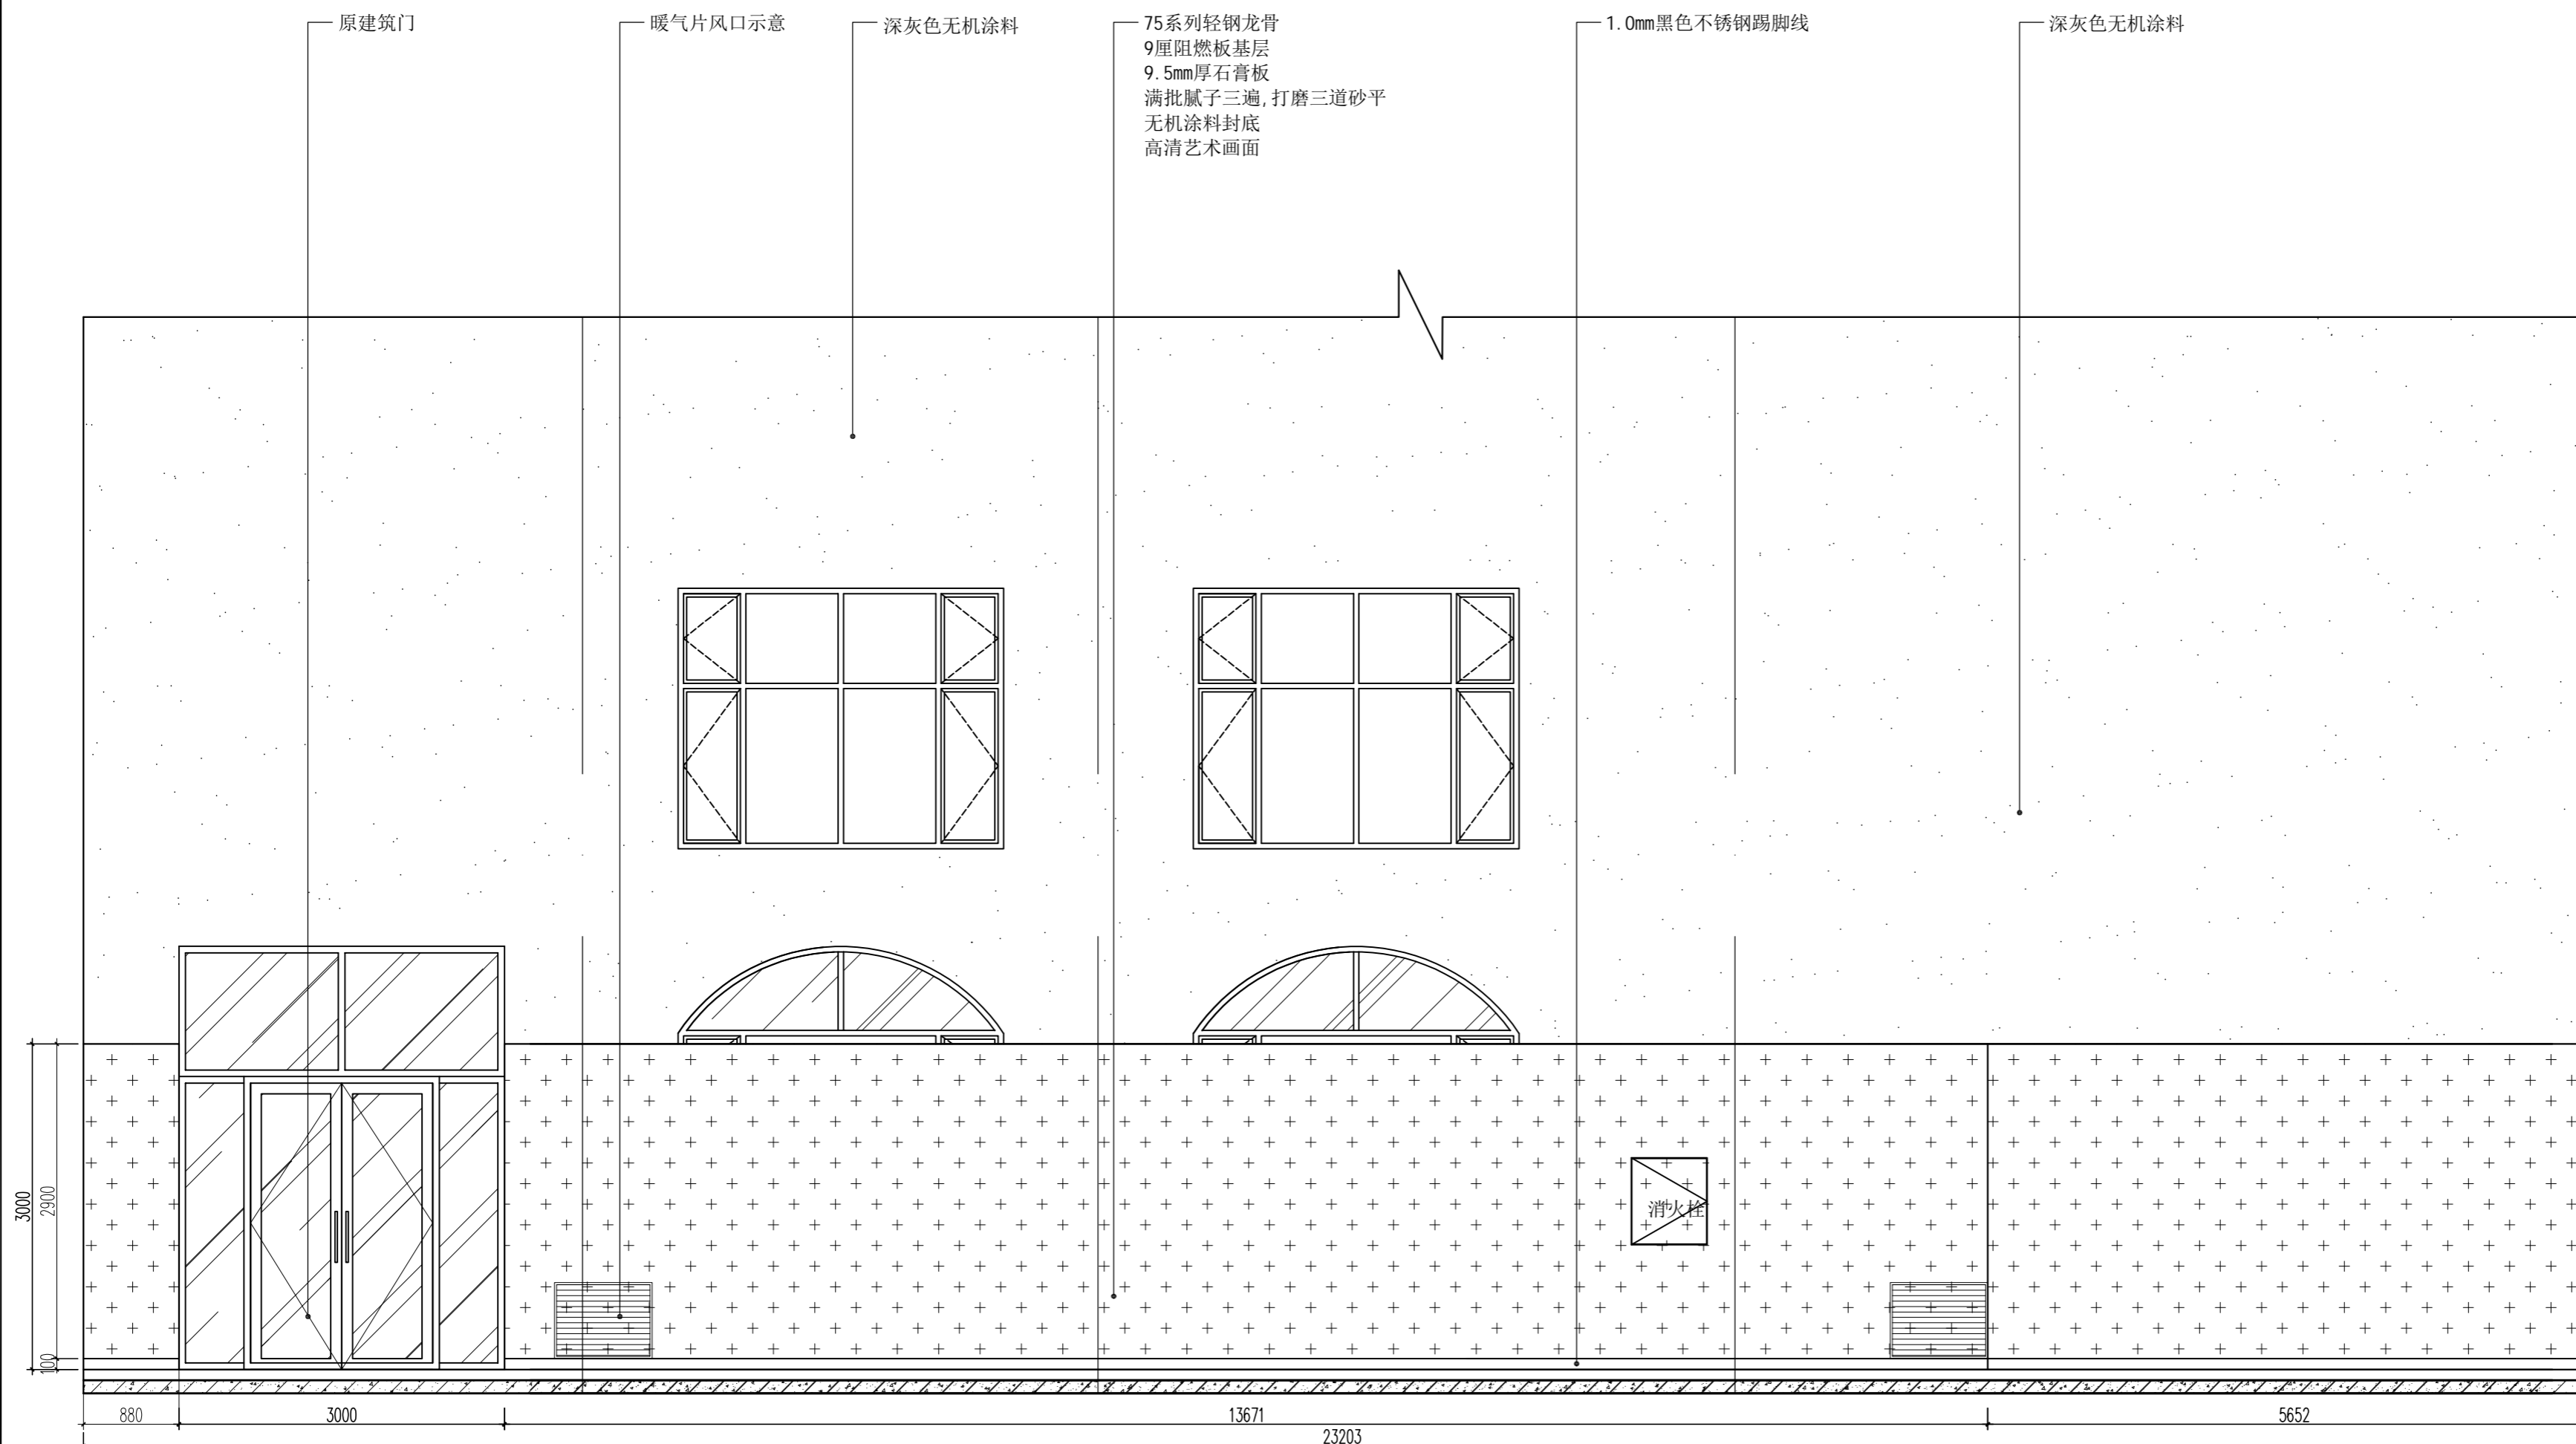 原建筑门
暖气片风口示意
深灰色无机涂料
75系列轻钢龙骨
9厘阻燃板基层
9.5mm厚石膏板
满批腻子三遍,打磨三道砂平
无机涂料封底
高清艺术画面
1.0mm黑色不锈钢踢脚线
深灰色无机涂料
消火栓
3000
2900
100
880
3000
13671
5652
23203